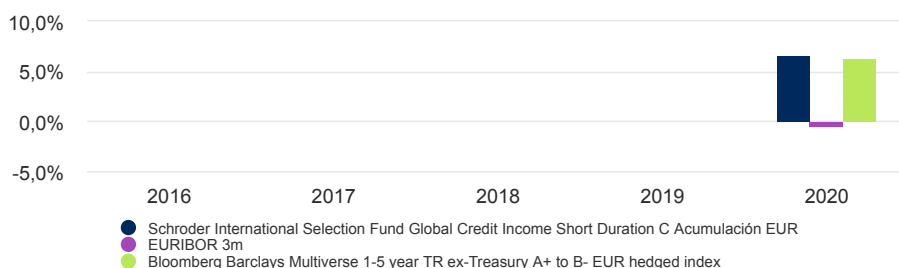 10,0%
5,0%
0,0%
-5,0%
2016 2017 2018 2019 2020
Schroder International Selection Fund Global Credit Income Short Duration C Acumulación EUR
EURIBOR 3m
Bloomberg Barclays Multiverse 1-5 year TR ex-Treasury A+ to B- EUR hedged index